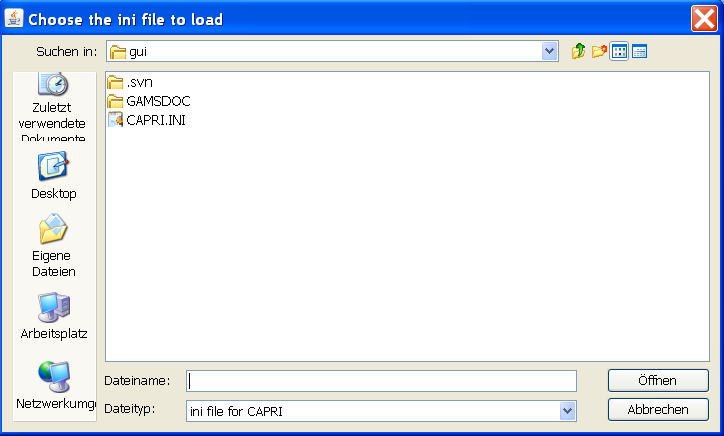 Choose the ini file to load
Suchen in:
gui
Zuletzt
verwendete
Dokumente
Desktop
Eigene
Dateien
Arbeitsplatz
Netzwerkumge
.svn
GAMSDOC
CAPRI.INI
Dateiname:
Öffnen
Dateityp:
ini file for CAPRI
Abbrechen